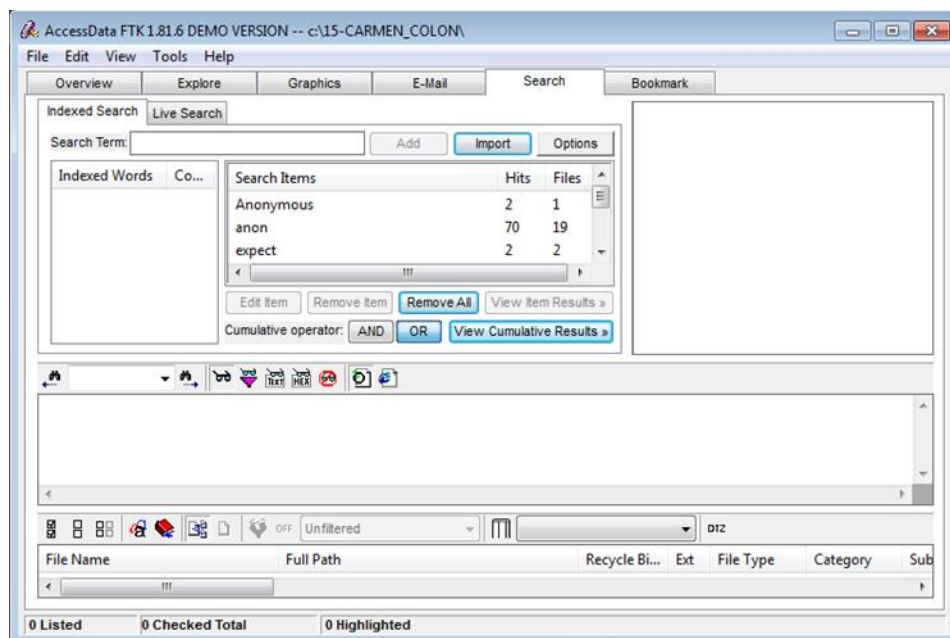 AccessData FTK 1.81.6 DEMO VERSION -- c:\15-CARMEN_COLON\
File Edit View Tools Help
Overview Explore Graphics E-Mail Search Bookmark
Indexed Search Live Search
Search Term: Add Import Options
Indexed Words Co... Search Items Hits Files
Anonymous 2 1
anon 70 19
expect 2 2
Edit Item Remove Item Remove All View Item Results »
Cumulative operator: AND OR View Cumulative Results »
TEXT HEX
OFF Unfiltered DTZ
File Name Full Path Recycle Bi... Ext File Type Category Sub
0 Listed 0 Checked Total 0 Highlighted